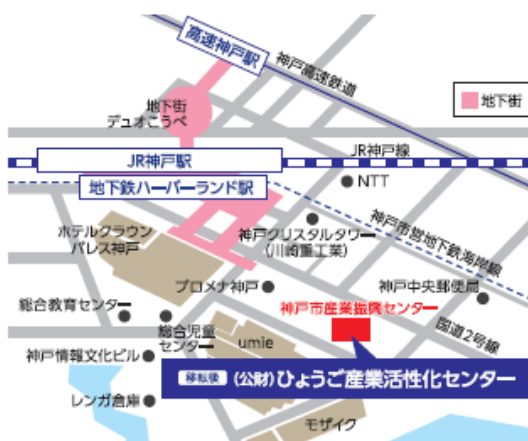 高速神戸駅
神戸高速鉄道
地下街
地下街
デュオこうべ
JR神戸線
JR神戸駅
NTT
地下鉄ハーバーランド駅
神戸市営地下鉄海岸線
ホテルクラウン
パレス神戸
神戸クリスタルタワー
(川崎重工業)
プロメナ神戸
神戸中央郵便局
総合教育センター
神戸市産業振興センター
総合児童
センター
umie
国道2号線
神戸情報文化ビル
移転後 (公財)ひょうご産業活性化センター
レンガ倉庫
モザイク